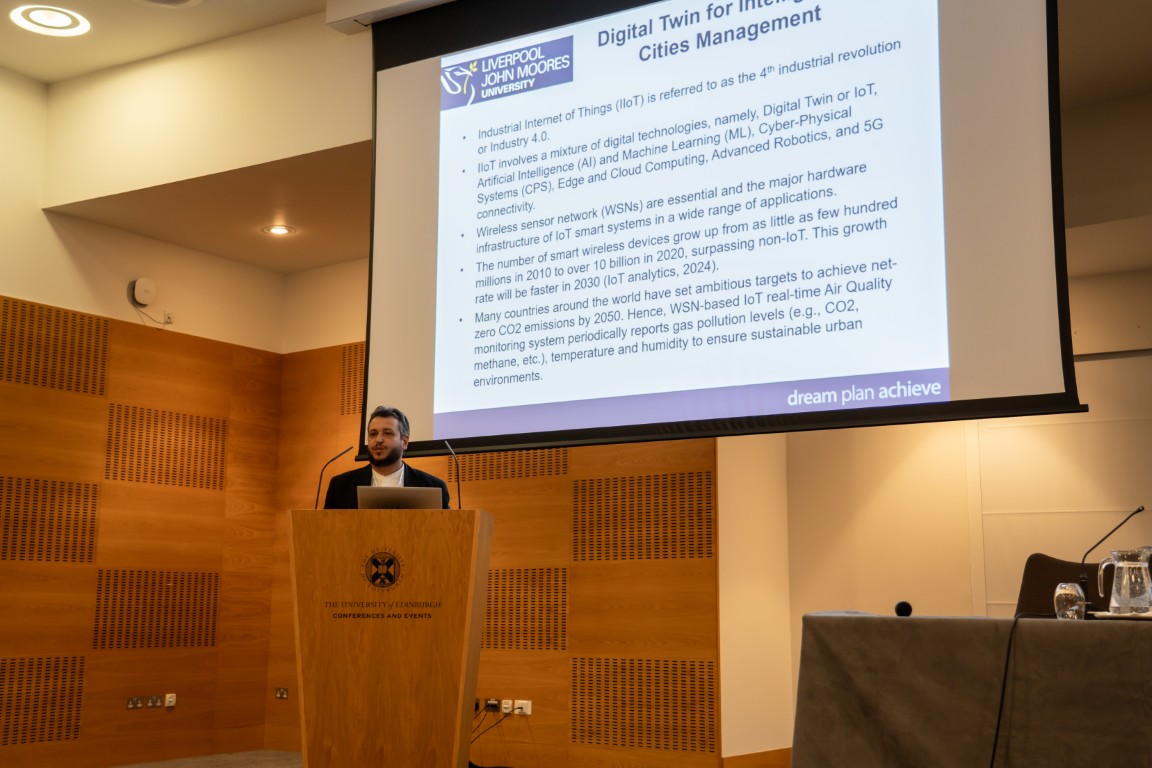 Digital Twin for
Cities Management
LIVERPOOL
JOHN MOORES
UNIVERSITY
• Industrial Internet of Things (IIoT) is referred to as the 4th industrial revolution
or Industry 4.0.
• IIoT involves a mixture of digital technologies, namely, Digital Twin or IoT,
Artificial Intelligence (AI) and Machine Learning (ML), Cyber-Physical
Systems (CPS), Edge and Cloud Computing, Advanced Robotics, and 5G
connectivity.
• Wireless sensor network (WSNs) are essential and the major hardware
infrastructure of IoT smart systems in a wide range of applications.
• The number of smart wireless devices grow up from as little as few hundred
millions in 2010 to over 10 billion in 2020, surpassing non-IoT. This growth
rate will be faster in 2030 (IoT analytics, 2024).
• Many countries around the world have set ambitious targets to achieve net-
zero CO2 emissions by 2050. Hence, WSN-based IoT real-time Air Quality
monitoring system periodically reports gas pollution levels (e.g., CO2,
methane, etc.), temperature and humidity to ensure sustainable urban
environments.
dream plan achieve
THE UNIVERSITY of EDINBURGH
CONFERENCES AND EVENTS